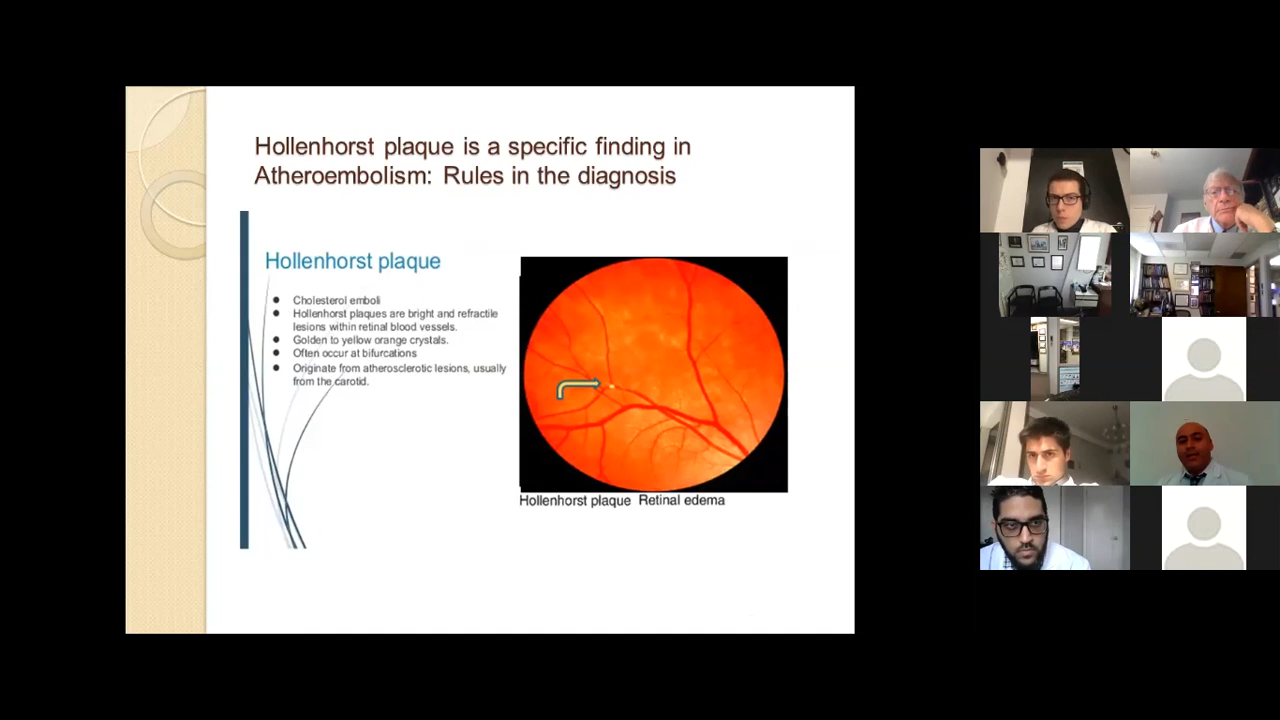 Hollenhorst plaque is a specific finding in
Atheroembolism: Rules in the diagnosis
Hollenhorst plaque
Cholesterol emboli
Hollenhorst plaques are bright and refractile
lesions within retinal blood vessels.
Golden to yellow orange crystals.
Often occur at bifurcations
Originate from atherosclerotic lesions, usually
from the carotid.
Hollenhorst plaque Retinal edema